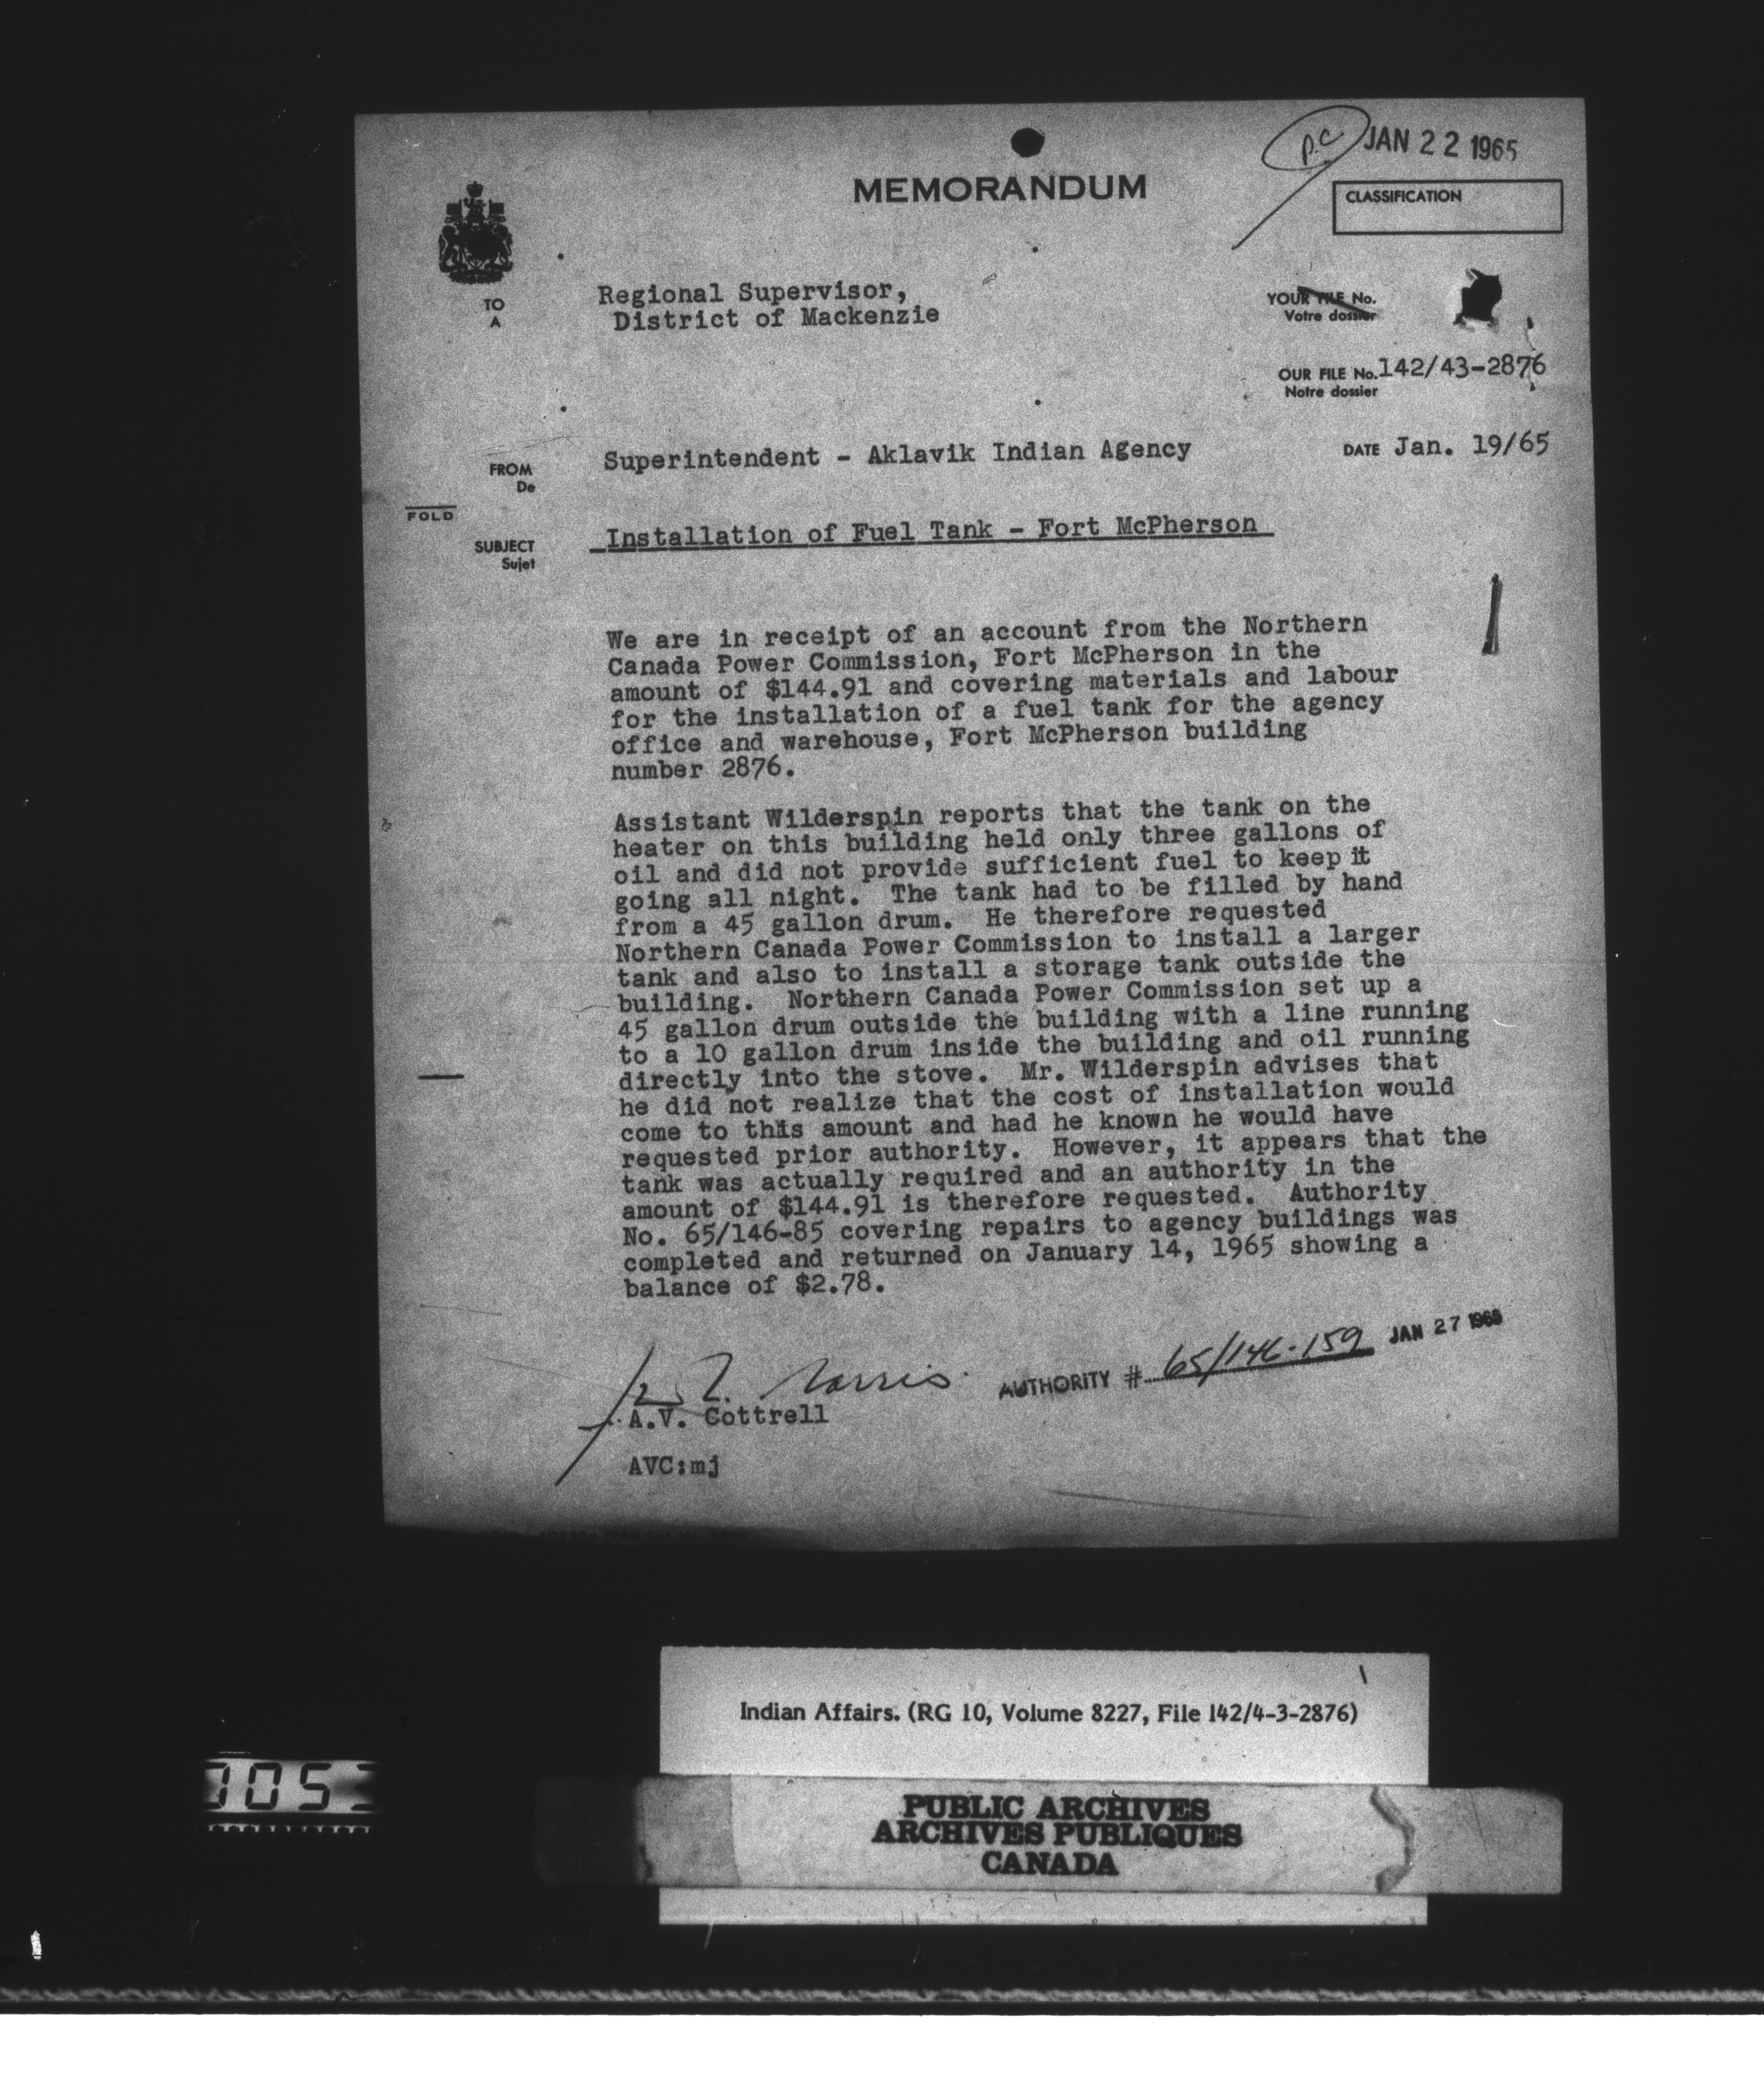 P.C.
JAN 22 1965
MEMORANDUM
CLASSIFICATION
TO
A
Regional Supervisor,
District of Mackenzie
YOUR FILE No.
Votre dossier
OUR FILE No. 142/43-2876
Notre dossier
FROM
De
Superintendent - Aklavik Indian Agency
DATE Jan. 19/65
FOLD
SUBJECT
Sujet
Installation of Fuel Tank - Fort McPherson
We are in receipt of an account from the Northern
Canada Power Commission, Fort McPherson in the
amount of $144.91 and covering materials and labour
for the installation of a fuel tank for the agency
office and warehouse, Fort McPherson building
number 2876.
Assistant Wilderspin reports that the tank on the
heater on this building held only three gallons of
oil and did not provide sufficient fuel to keep it
going all night. The tank had to be filled by hand
from a 45 gallon drum. He therefore requested
Northern Canada Power Commission to install a larger
tank and also to install a storage tank outside the
building. Northern Canada Power Commission set up a
45 gallon drum outside the building with a line running
to a 10 gallon drum inside the building and oil running
directly into the stove. Mr. Wilderspin advises that
he did not realize that the cost of installation would
come to this amount and had he known he would have
requested prior authority. However, it appears that the
tank was actually required and an authority in the
amount of $144.91 is therefore requested. Authority
No. 65/146-85 covering repairs to agency buildings was
completed and returned on January 14, 1965 showing a
balance of $2.78.
AUTHORITY # 65/146-159 JAN 27 1965
A.V. Cottrell
AVC:mj
Indian Affairs. (RG 10, Volume 8227, File 142/4-3-2876)
PUBLIC ARCHIVES
ARCHIVES PUBLIQUES
CANADA